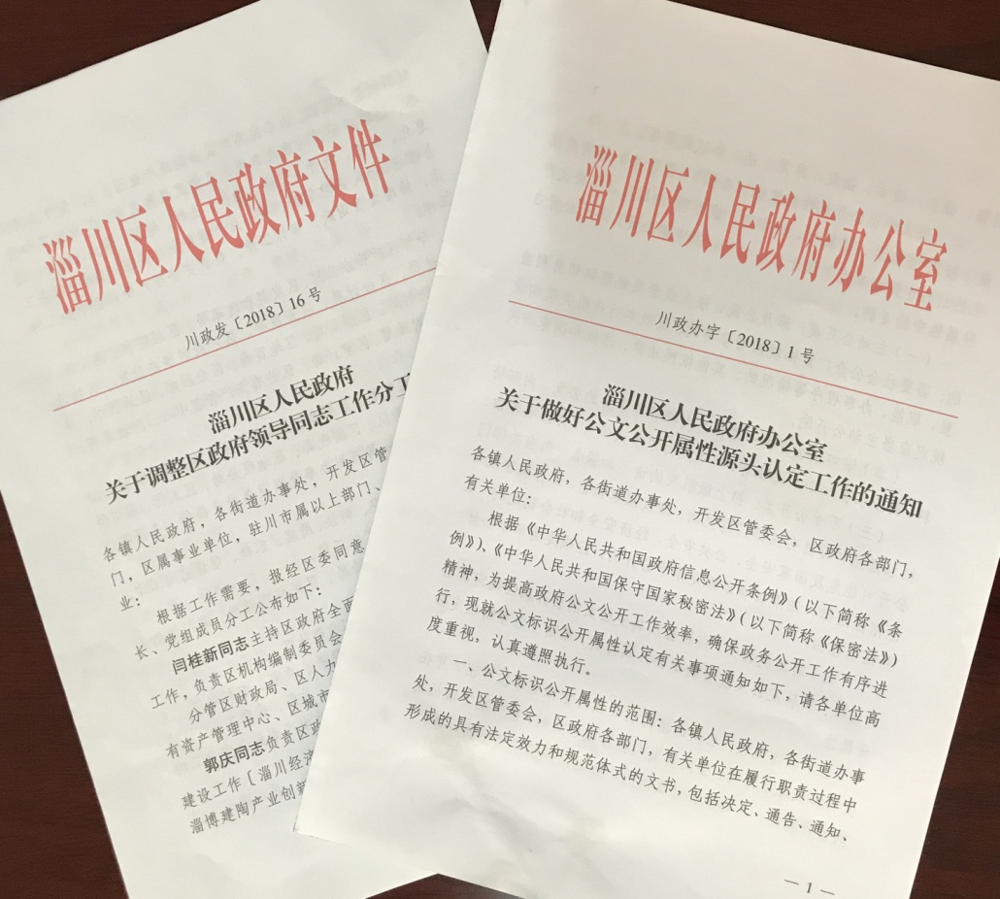 淄川区人民政府文件
川政发〔2018〕16号
淄川区人民政府
关于调整区政府领导同志工作分工
各镇人民政府，各街道办事处，开发区管
门，区属事业单位，驻川市属以上部门、
业：
根据工作需要，报经区委同意
长、党组成员分工公布如下：
闫桂新同志主持区政府全面
工作，负责区机构编制委员会
分管区财政局、区人力
有资产管理中心、区城市
郭庆同志负责区政
建设工作〔淄川经济
淄博建陶产业创新
淄川区人民政府办公室
川政办字〔2018〕1号
淄川区人民政府办公室
关于做好公文公开属性源头认定工作的通知
各镇人民政府，各街道办事处，开发区管委会，区政府各部门，
有关单位：
根据《中华人民共和国政府信息公开条例》（以下简称《条
例》）、《中华人民共和国保守国家秘密法》（以下简称《保密法》）
精神，为提高政府公文公开工作效率，确保政务公开工作有序进
行，现就公文标识公开属性认定有关事项通知如下，请各单位高
度重视，认真遵照执行。
一、公文标识公开属性的范围：各镇人民政府，各街道办事
处，开发区管委会，区政府各部门，有关单位在履行职责过程中
形成的具有法定效力和规范体式的文书，包括决定、通告、通知、
—1—